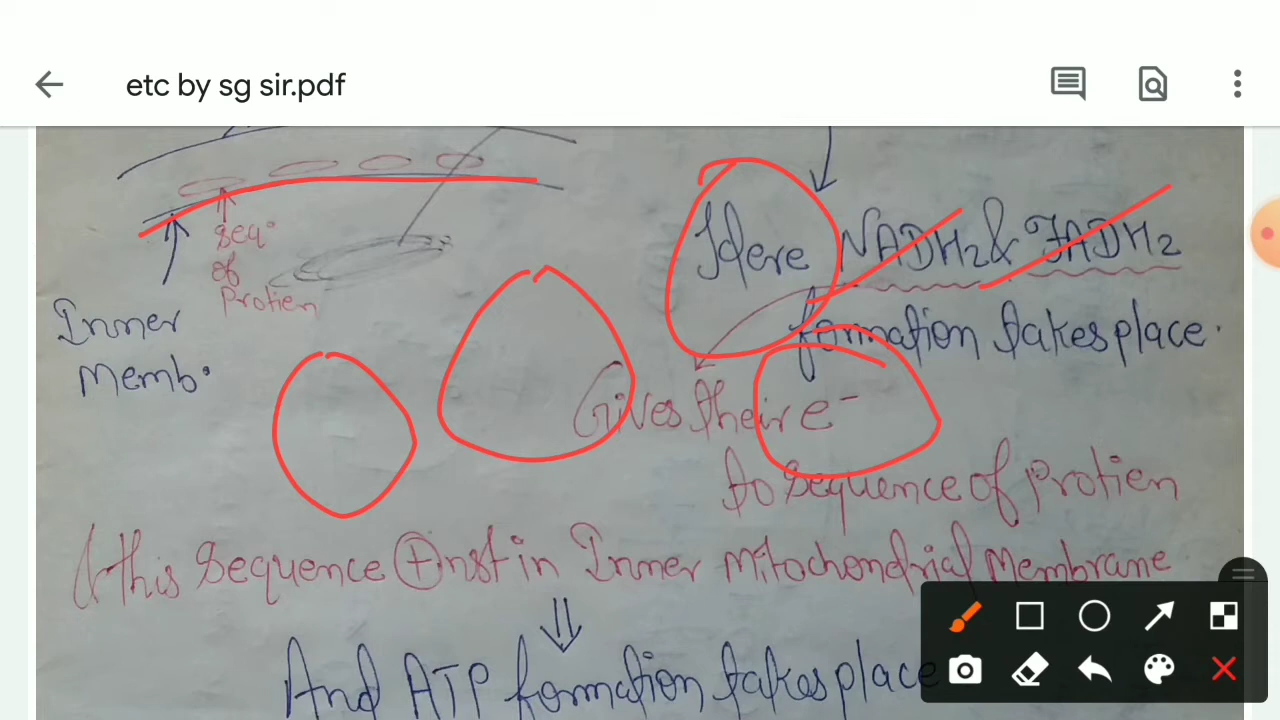 etc by sg sir.pdf
Here NADH2 & FADH2
formation takes place.
seq.
of
Protien
Inner
Memb.
Gives their e-
to sequence of protien
(this sequence ⊕nst in Inner Mitochondrial Membrane
⇓
And ATP formation takes place